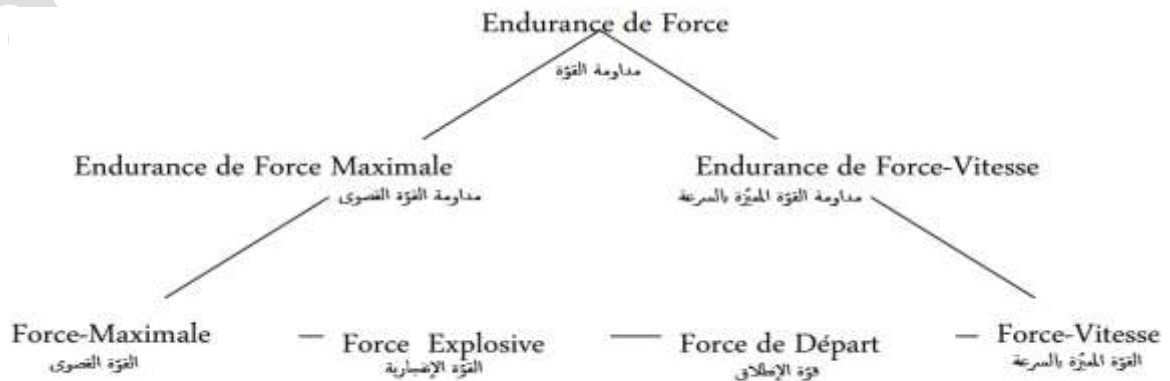 Endurance de Force
مداومة القوّة
Endurance de Force Maximale
Endurance de Force-Vitesse
مداومة القوّة القصوى
مداومة القوّة المميّزة بالسرعة
Force-Maximale
Force Explosive
Force de Départ
Force-Vitesse
القوّة القصوى
القوّة الإنفجارية
قوّة الإنطلاق
القوّة المميّزة بالسرعة